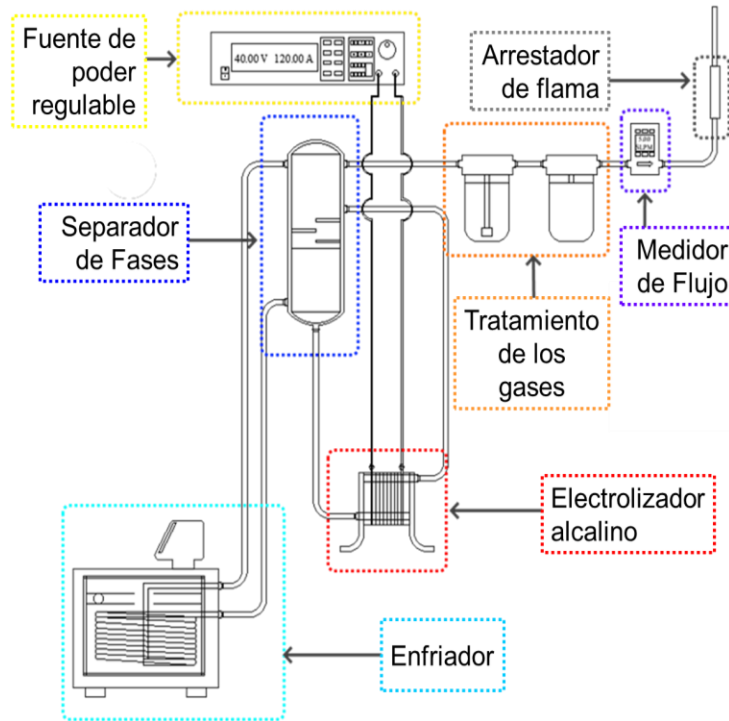 Fuente de
poder
regulable
40.00 V 120.00 A
Arrestador
de flama
Separador
de Fases
Medidor
de Flujo
Tratamiento
de los
gases
Electrolizador
alcalino
Enfriador